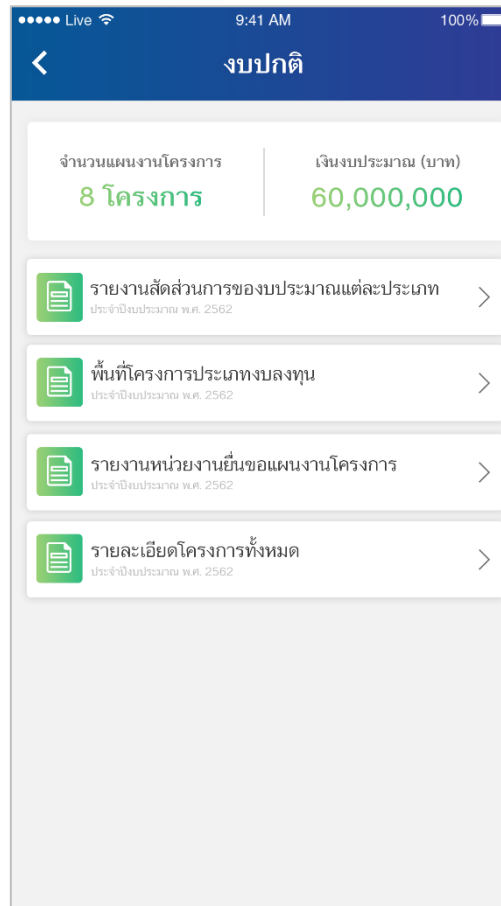 Live 9:41 AM 100%
งบปกติ
จำนวนแผนงานโครงการ เงินงบประมาณ (บาท)
8 โครงการ 60,000,000
รายงานสัดส่วนการของบประมาณแต่ละประเภท
ประจำปีงบประมาณ พ.ศ. 2562
พื้นที่โครงการประเภทงบลงทุน
ประจำปีงบประมาณ พ.ศ. 2562
รายงานหน่วยงานยื่นขอแผนงานโครงการ
ประจำปีงบประมาณ พ.ศ. 2562
รายละเอียดโครงการทั้งหมด
ประจำปีงบประมาณ พ.ศ. 2562